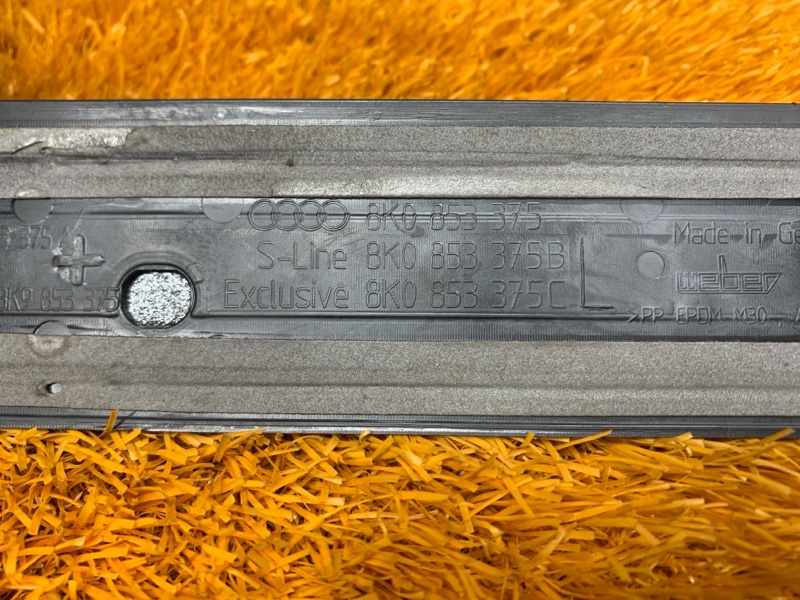 8K0 853 375
S-Line 8K0 853 375B
Exclusive 8K0 853 375C
L
375A
8K9 853 375
Made in Ge
weber
>PP EPDM M30